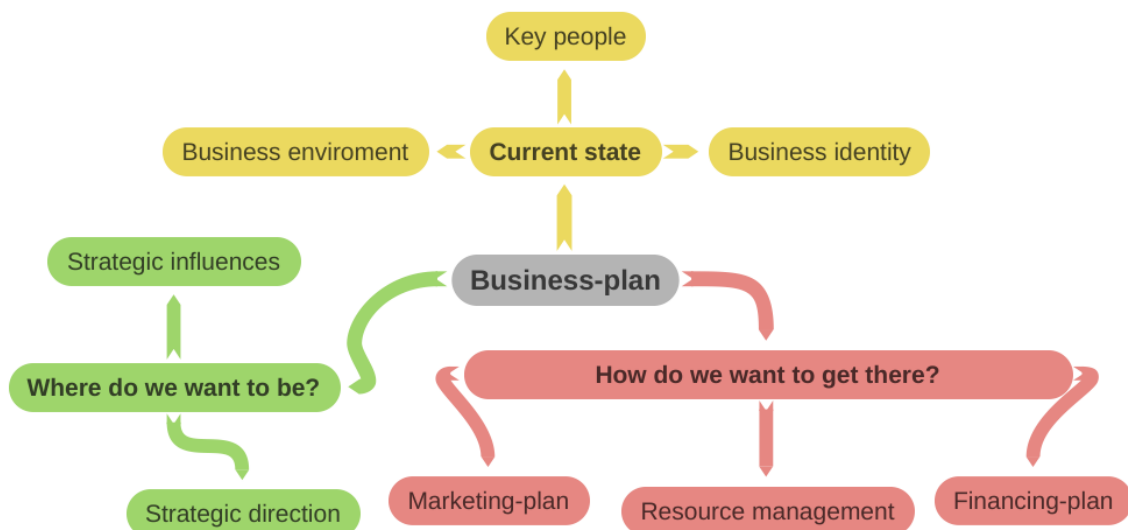 Key people
Business enviroment
Current state
Business identity
Strategic influences
Business-plan
Where do we want to be?
How do we want to get there?
Strategic direction
Marketing-plan
Resource management
Financing-plan